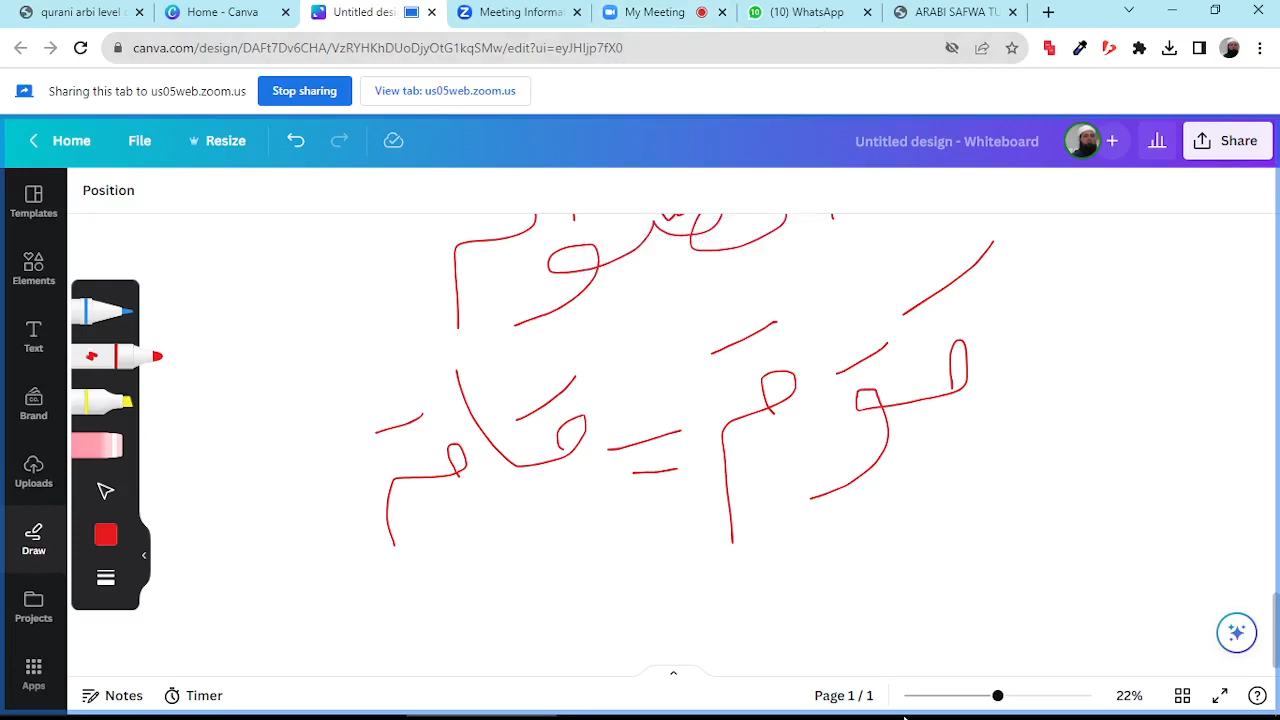 qurani arbi level c
Home - Canva
Untitled desi
Meeting Informa
My Meeting
(10) WhatsApp
ARABI SAFWA TU
canva.com/design/DAFt7Dv6CHA/VzRYHKhDUoDjyOtG1kqSMw/edit?ui=eyJHIjp7fX0
Sharing this tab to us05web.zoom.us
Stop sharing
View tab: us05web.zoom.us
Home
File
Resize
Untitled design - Whiteboard
Share
Position
Templates
Elements
Text
Brand
Uploads
Draw
Projects
Apps
قَوَمَ = قَامَ
Notes
Timer
Page 1 / 1
22%